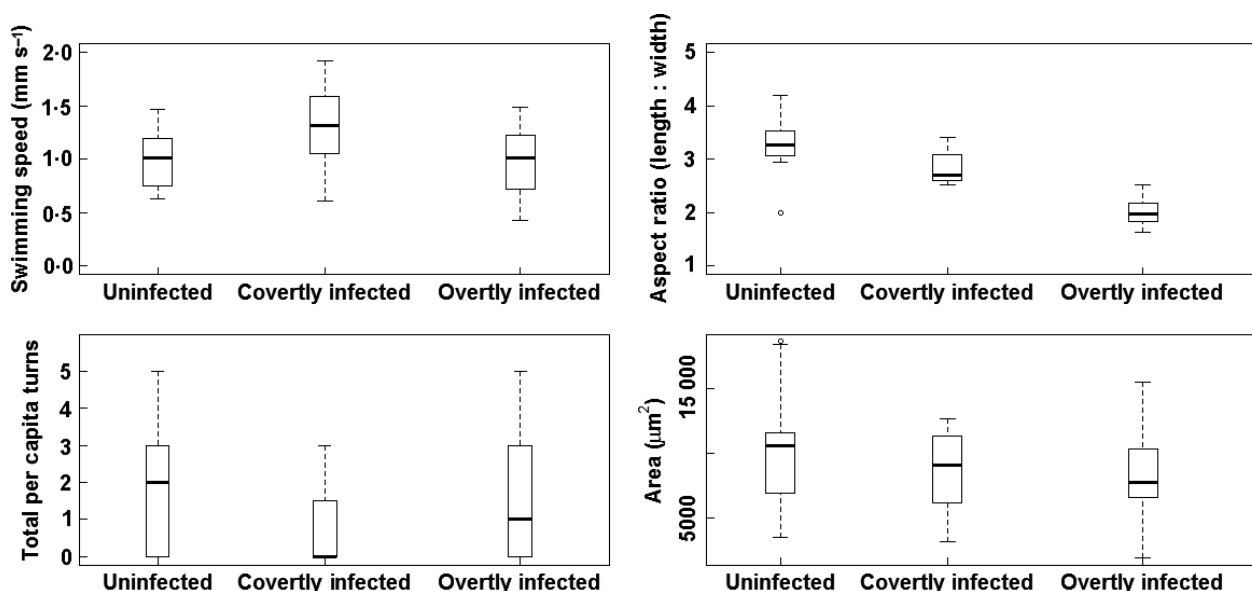 Swimming speed (mm s⁻¹)
2·0
1·5
1·0
0·5
0·0
Uninfected Covertly infected Overtly infected
Aspect ratio (length : width)
5
4
3
2
1
Uninfected Covertly infected Overtly infected
Total per capita turns
5
4
3
2
1
0
Uninfected Covertly infected Overtly infected
Area (μm²)
15 000
5000
Uninfected Covertly infected Overtly infected